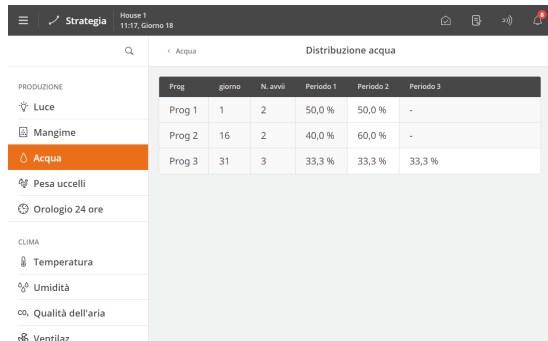 Strategia
House 1
11:17, Giorno 18
8
< Acqua
Distribuzione acqua
PRODUZIONE
Luce
Mangime
Acqua
Pesa uccelli
Orologio 24 ore
CLIMA
Temperatura
Umidità
CO₂ Qualità dell'aria
Ventilaz
Prog giorno N. avvii Periodo 1 Periodo 2 Periodo 3
Prog 1 1 2 50,0 % 50,0 % -
Prog 2 16 2 40,0 % 60,0 % -
Prog 3 31 3 33,3 % 33,3 % 33,3 %